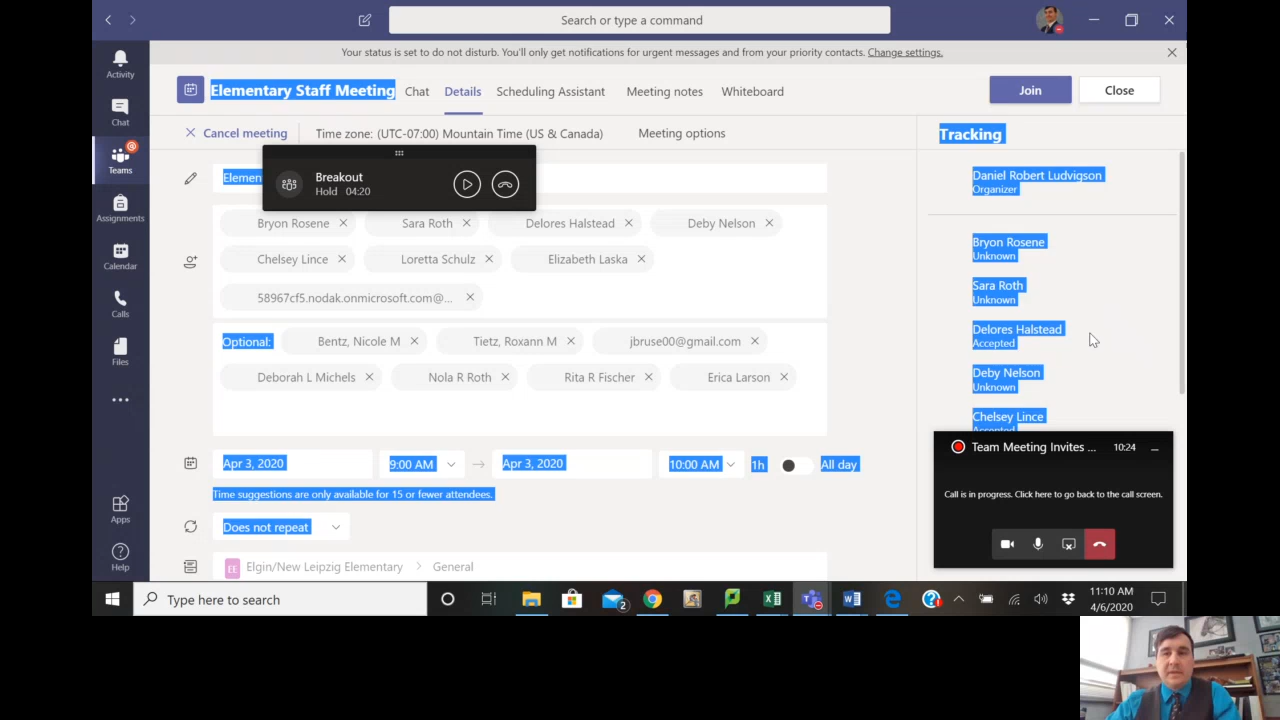 Search or type a command
Your status is set to do not disturb. You'll only get notifications for urgent messages and from your priority contacts. Change settings.
Activity
Chat
Teams
Assignments
Calendar
Calls
Files
Apps
Help
Elementary Staff Meeting Chat Details Scheduling Assistant Meeting notes Whiteboard Join Close
Cancel meeting Time zone: (UTC-07:00) Mountain Time (US & Canada) Meeting options
Elemen
Breakout
Hold 04:20
Bryon Rosene Sara Roth Delores Halstead Deby Nelson
Chelsey Lince Loretta Schulz Elizabeth Laska
58967cf5.nodak.onmicrosoft.com@...
Optional: Bentz, Nicole M Tietz, Roxann M jbruse00@gmail.com
Deborah L Michels Nola R Roth Rita R Fischer Erica Larson
Apr 3, 2020 9:00 AM Apr 3, 2020 10:00 AM 1h All day
Time suggestions are only available for 15 or fewer attendees.
Does not repeat
EE Elgin/New Leipzig Elementary General
Tracking
Daniel Robert Ludvigson
Organizer
Bryon Rosene
Unknown
Sara Roth
Unknown
Delores Halstead
Accepted
Deby Nelson
Unknown
Chelsey Lince
Accepted
Team Meeting Invites ... 10:24
Call is in progress. Click here to go back to the call screen.
Type here to search
2
11:10 AM
4/6/2020